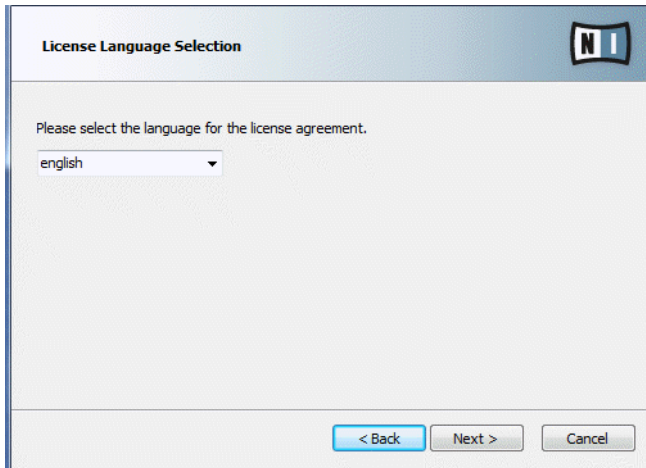 License Language Selection
NI
Please select the language for the license agreement.
english
< Back Next > Cancel